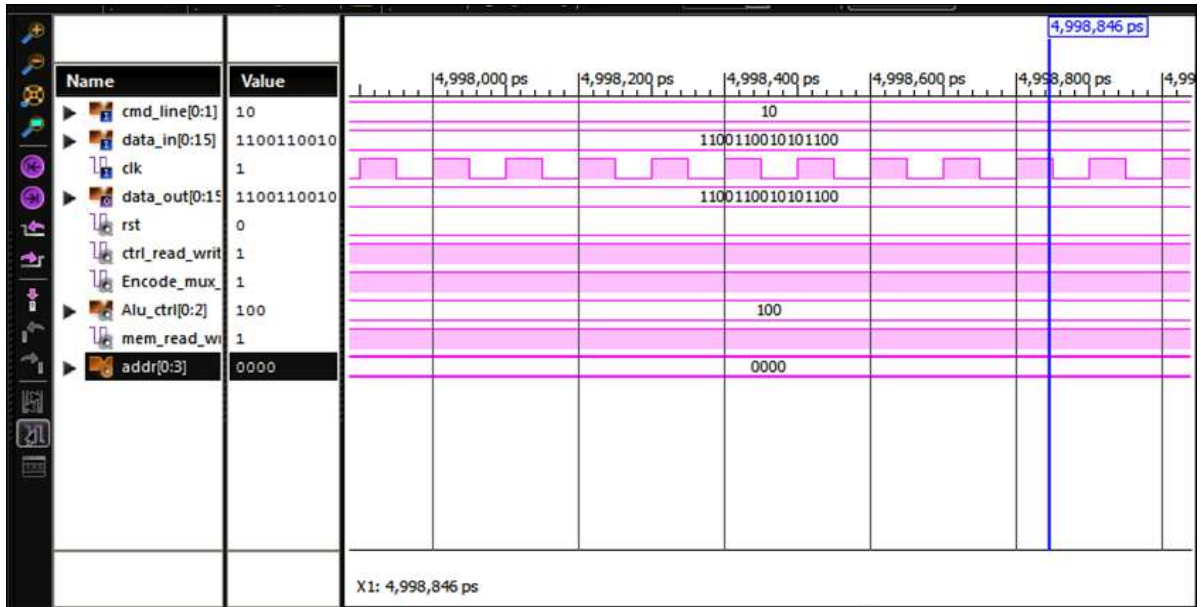 4,998,846 ps
Name Value
4,998,000 ps 4,998,200 ps 4,998,400 ps 4,998,600 ps 4,998,800 ps 4,99
cmd_line[0:1] 10 10
data_in[0:15] 1100110010 1100110010101100
clk 1
data_out[0:15 1100110010 1100110010101100
rst 0
ctrl_read_writ 1
Encode_mux_ 1
Alu_ctrl[0:2] 100 100
mem_read_wr 1
addr[0:3] 0000 0000
X1: 4,998,846 ps